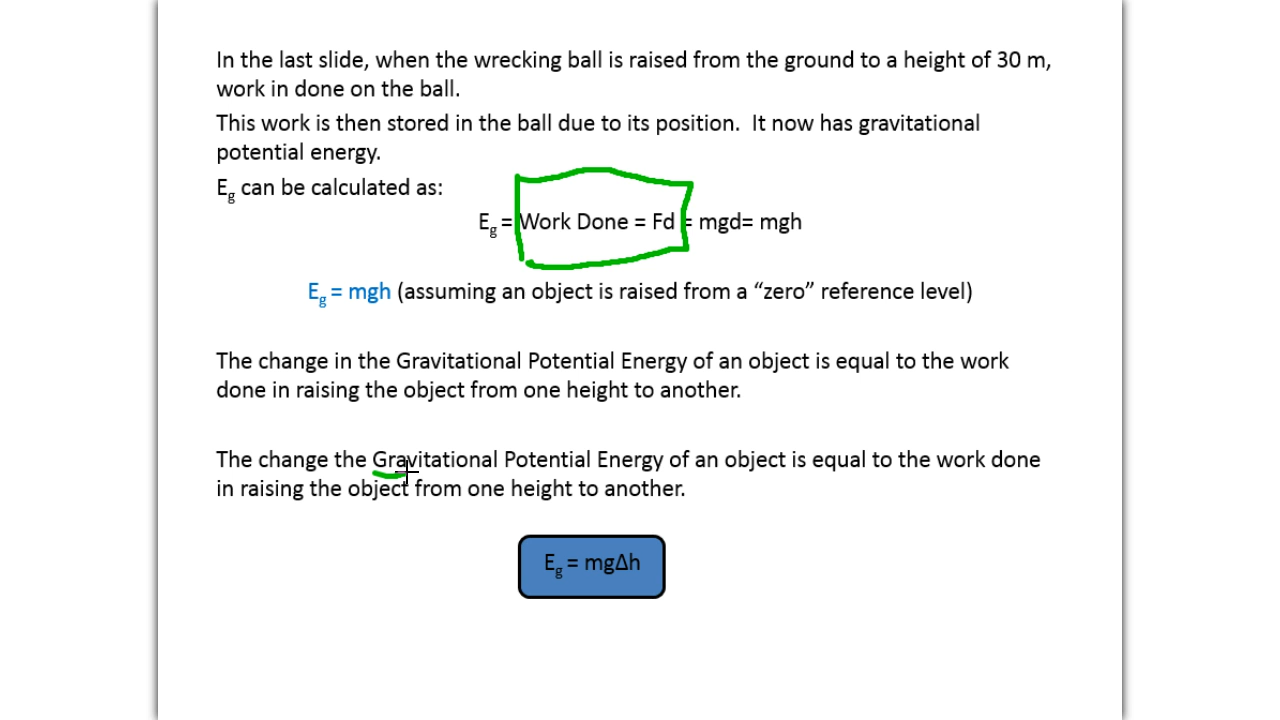 In the last slide, when the wrecking ball is raised from the ground to a height of 30 m,
work in done on the ball.
This work is then stored in the ball due to its position.  It now has gravitational
potential energy.
Eg can be calculated as:
Eg = Work Done = Fd = mgd= mgh
Eg = mgh (assuming an object is raised from a “zero” reference level)
The change in the Gravitational Potential Energy of an object is equal to the work
done in raising the object from one height to another.
The change the Gravitational Potential Energy of an object is equal to the work done
in raising the object from one height to another.
Eg = mgΔh